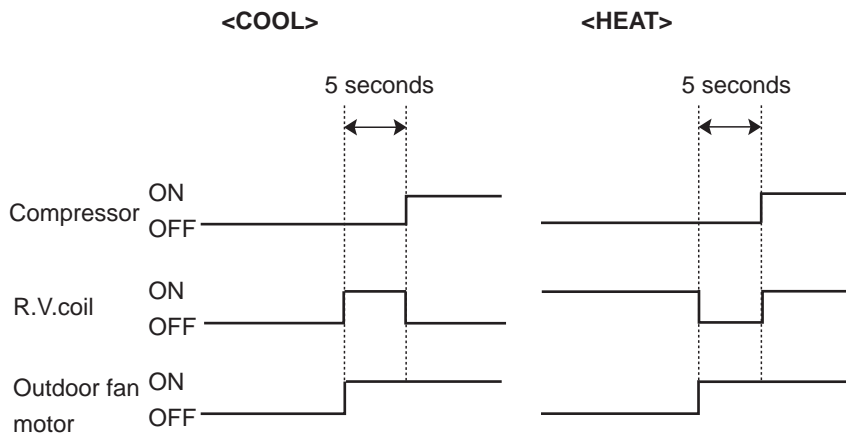 <COOL>
<HEAT>
5 seconds
5 seconds
Compressor
ON
OFF
R.V.coil
ON
OFF
Outdoor fan
motor
ON
OFF